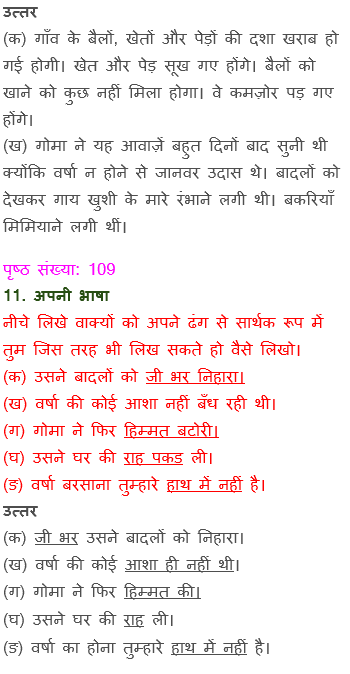 उत्तर
(क) गाँव के बैलों, खेतों और पेड़ों की दशा खराब हो
गई होगी। खेत और पेड़ सूख गए होंगे। बैलों को
खाने को कुछ नहीं मिला होगा। वे कमज़ोर पड़ गए
होंगे।
(ख) गोमा ने यह आवाज़ें बहुत दिनों बाद सुनी थी
क्योंकि वर्षा न होने से जानवर उदास थे। बादलों को
देखकर गाय खुशी के मारे रंभाने लगी थी। बकरियाँ
मिमियाने लगी थीं।
पृष्ठ संख्या: 109
11. अपनी भाषा
नीचे लिखे वाक्यों को अपने ढंग से सार्थक रूप में
तुम जिस तरह भी लिख सकते हो वैसे लिखो।
(क) उसने बादलों को जी भर निहारा।
(ख) वर्षा की कोई आशा नहीं बँध रही थी।
(ग) गोमा ने फिर हिम्मत बटोरी।
(घ) उसने घर की राह पकड ली।
(ङ) वर्षा बरसाना तुम्हारे हाथ में नहीं है।
उत्तर
(क) जी भर उसने बादलों को निहारा।
(ख) वर्षा की कोई आशा ही नहीं थी।
(ग) गोमा ने फिर हिम्मत की।
(घ) उसने घर की राह ली।
(ङ) वर्षा का होना तुम्हारे हाथ में नहीं है।